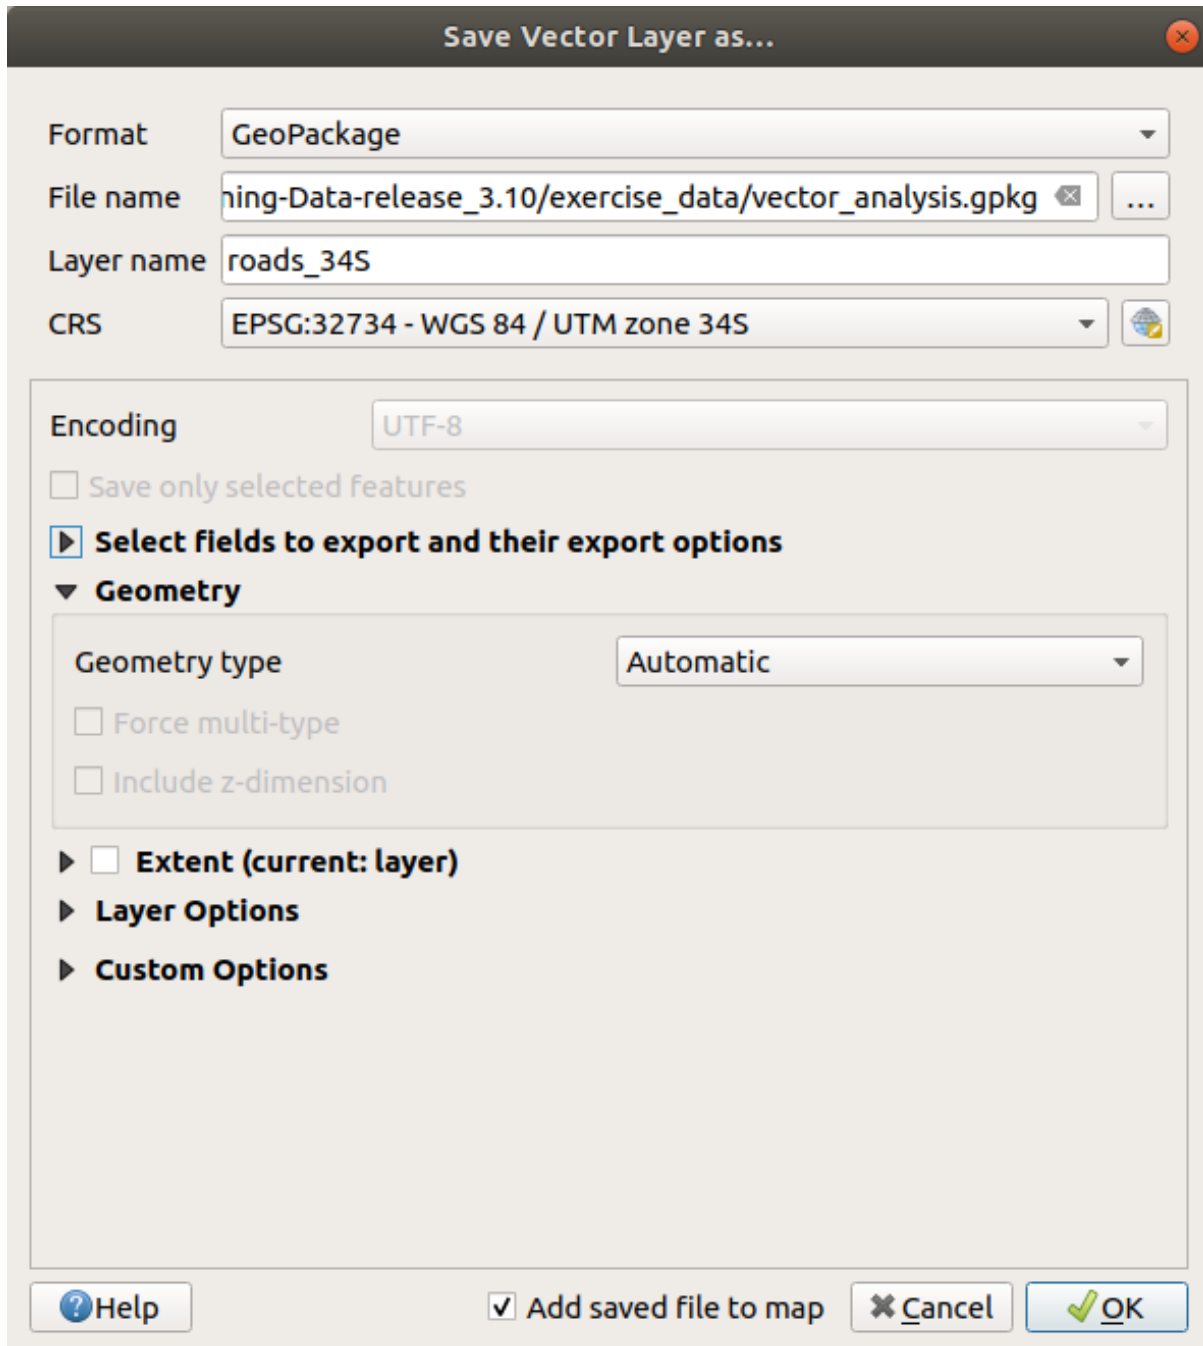 Save Vector Layer as...
Format GeoPackage
File name ning-Data-release_3.10/exercise_data/vector_analysis.gpkg ...
Layer name roads_34S
CRS EPSG:32734 - WGS 84 / UTM zone 34S
Encoding UTF-8
Save only selected features
Select fields to export and their export options
Geometry
Geometry type Automatic
Force multi-type
Include z-dimension
Extent (current: layer)
Layer Options
Custom Options
Help Add saved file to map Cancel OK